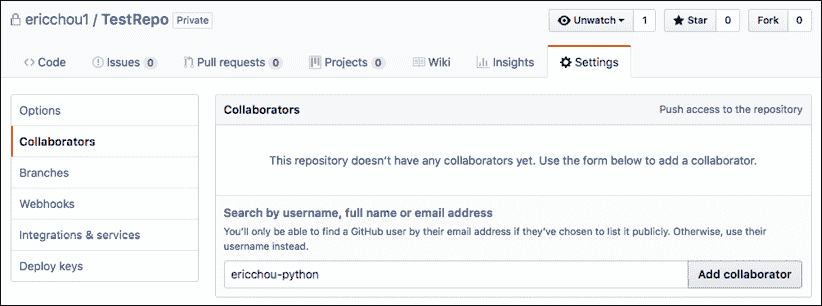 ericchou1 / TestRepo Private Unwatch 1 Star 0 Fork 0
Code Issues 0 Pull requests 0 Projects 0 Wiki Insights Settings
Options
Collaborators
Branches
Webhooks
Integrations & services
Deploy keys
Collaborators Push access to the repository
This repository doesn't have any collaborators yet. Use the form below to add a collaborator.
Search by username, full name or email address
You'll only be able to find a GitHub user by their email address if they've chosen to list it publicly. Otherwise, use their
username instead.
ericchou-python Add collaborator